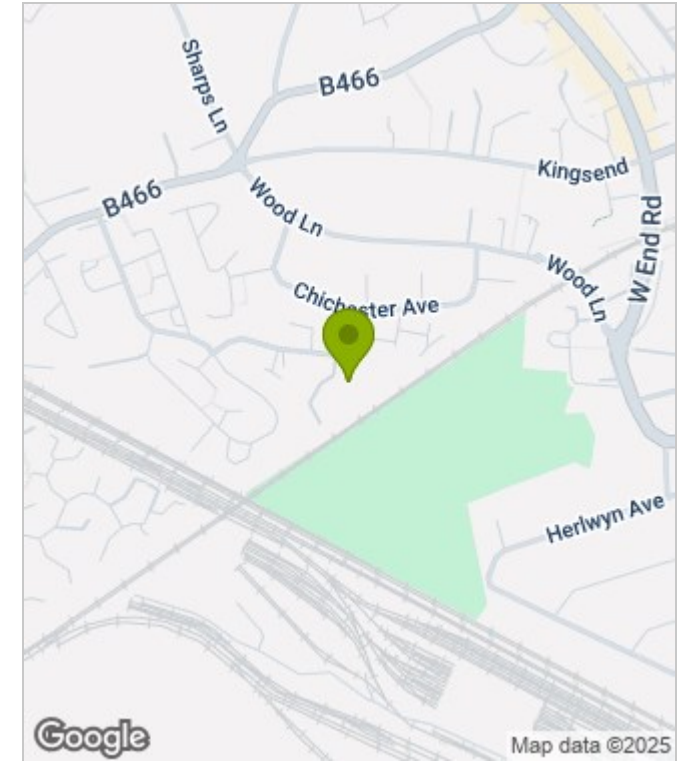 Sharps Ln
B466
Kingsend
B466
Wood Ln
W End Rd
Wood Ln
Chichester Ave
Herlwyn Ave
Google
Map data ©2025